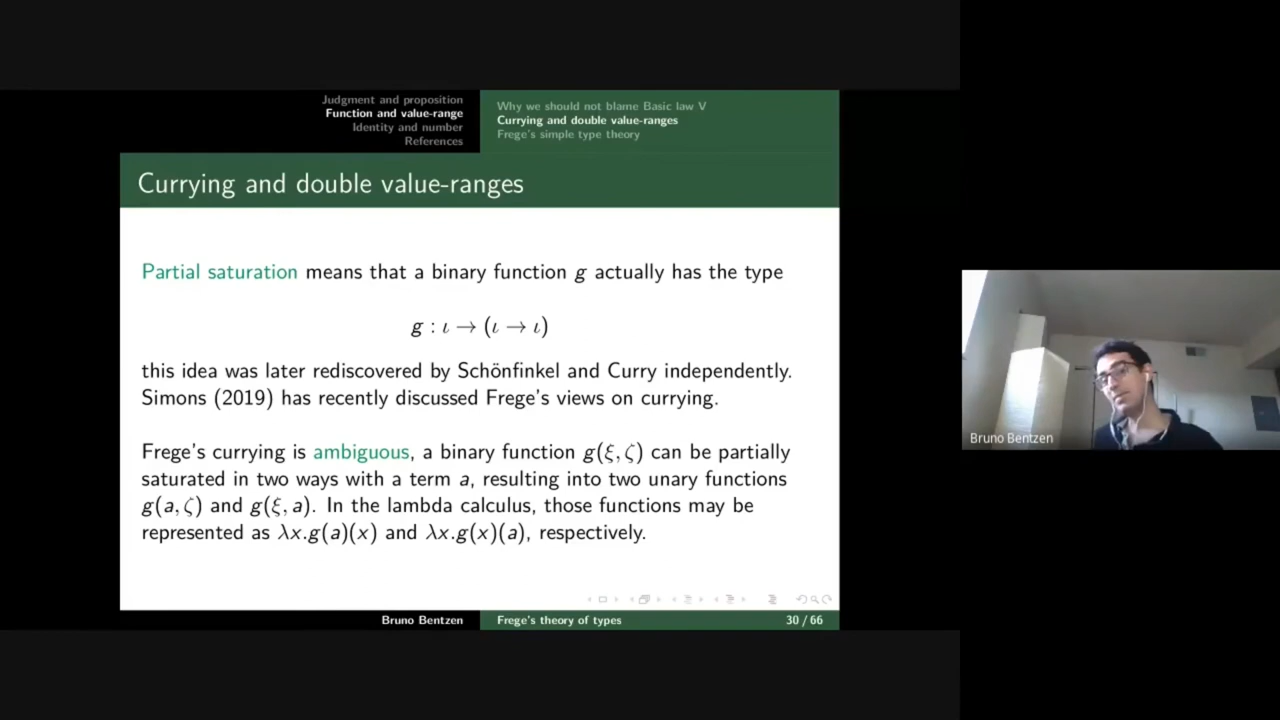 Judgment and proposition
Function and value-range
Identity and number
References
Why we should not blame Basic law V
Currying and double value-ranges
Frege's simple type theory
Currying and double value-ranges
Partial saturation means that a binary function g actually has the type
g : ι → (ι → ι)
this idea was later rediscovered by Schönfinkel and Curry independently.
Simons (2019) has recently discussed Frege's views on currying.
Frege's currying is ambiguous, a binary function g(ξ, ζ) can be partially
saturated in two ways with a term a, resulting into two unary functions
g(a, ζ) and g(ξ, a). In the lambda calculus, those functions may be
represented as λx.g(a)(x) and λx.g(x)(a), respectively.
Bruno Bentzen
Frege's theory of types
30 / 66
Bruno Bentzen